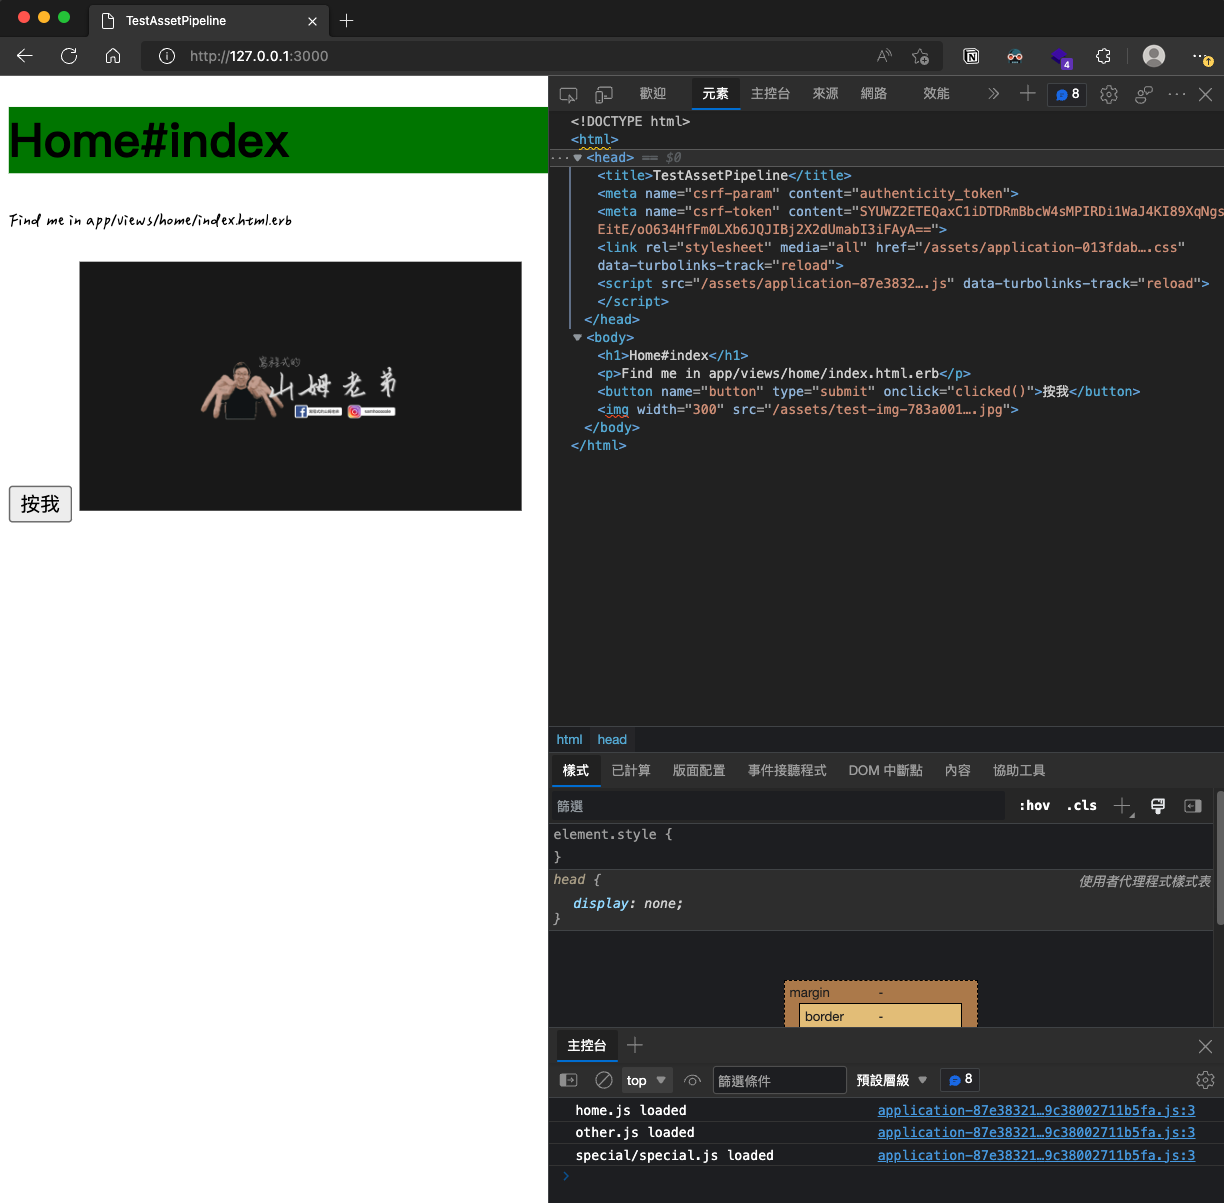 TestAssetPipeline
http://127.0.0.1:3000
4
Home#index
Find me in app/views/home/index.html.erb
寫程式的
山姆老弟
按我
歡迎 元素 主控台 來源 網路 效能 8
<!DOCTYPE html>
<html>
<head> == $0
<title>TestAssetPipeline</title>
<meta name="csrf-param" content="authenticity_token">
<meta name="csrf-token" content="SYUWZ2ETEQaxC1iDTDRmBbcW4sMPIRDi1WaJ4KI89XqNgs
EitE/oO634HfFm0LXb6JQJIBj2X2dUmabI3iFAyA==">
<link rel="stylesheet" media="all" href="/assets/application-013fdab….css"
data-turbolinks-track="reload">
<script src="/assets/application-87e3832….js" data-turbolinks-track="reload">
</script>
</head>
<body>
<h1>Home#index</h1>
<p>Find me in app/views/home/index.html.erb</p>
<button name="button" type="submit" onclick="clicked()">按我</button>
<img width="300" src="/assets/test-img-783a001….jpg">
</body>
</html>
html head
樣式 已計算 版面配置 事件接聽程式 DOM 中斷點 內容 協助工具
篩選 :hov .cls
element.style {
}
head { 使用者代理程式樣式表
display: none;
}
margin -
border -
主控台
top 篩選條件 預設層級 8
home.js loaded application-87e38321…9c38002711b5fa.js:3
other.js loaded application-87e38321…9c38002711b5fa.js:3
special/special.js loaded application-87e38321…9c38002711b5fa.js:3